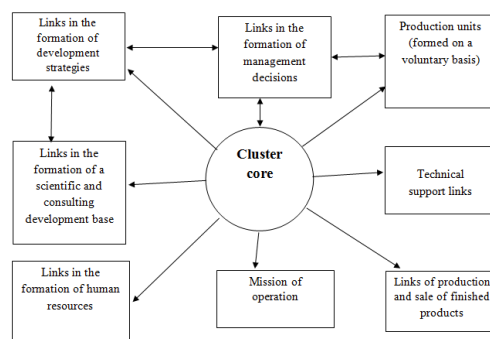 Links in the
formation of
development
strategies
Links in the
formation of
management
decisions
Production units
(formed on a
voluntary basis)
Links in the
formation of a
scientific and
consulting
development base
Cluster
core
Technical
support links
Links in the
formation of human
resources
Mission of
operation
Links of production
and sale of finished
products